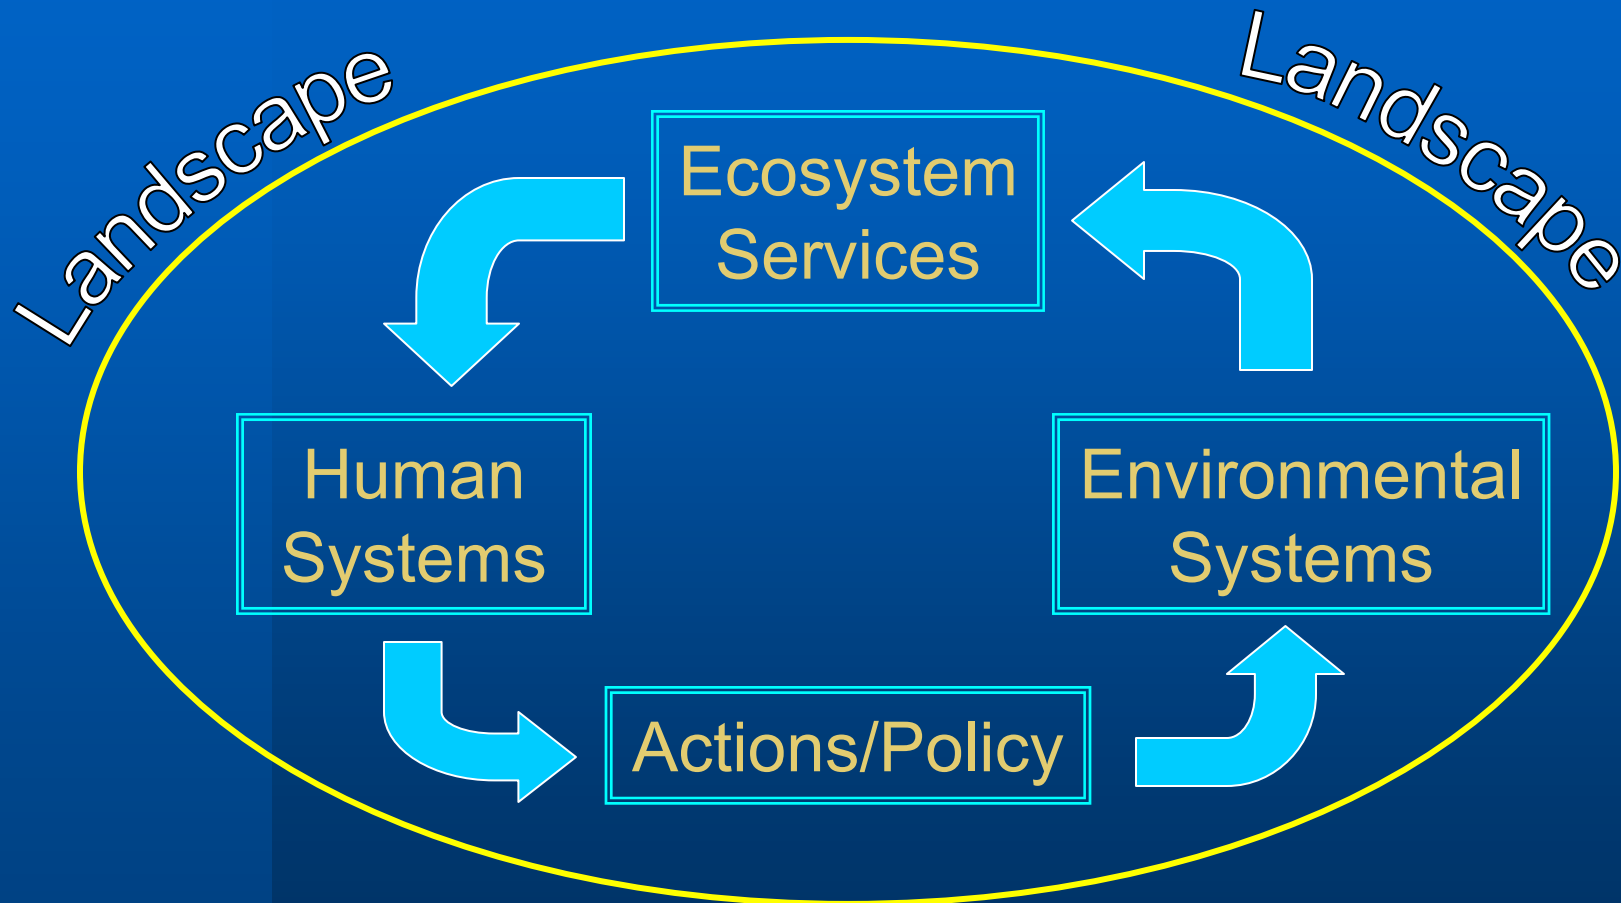 Landscape
Landscape
Ecosystem
Services
Human
Systems
Environmental
Systems
Actions/Policy